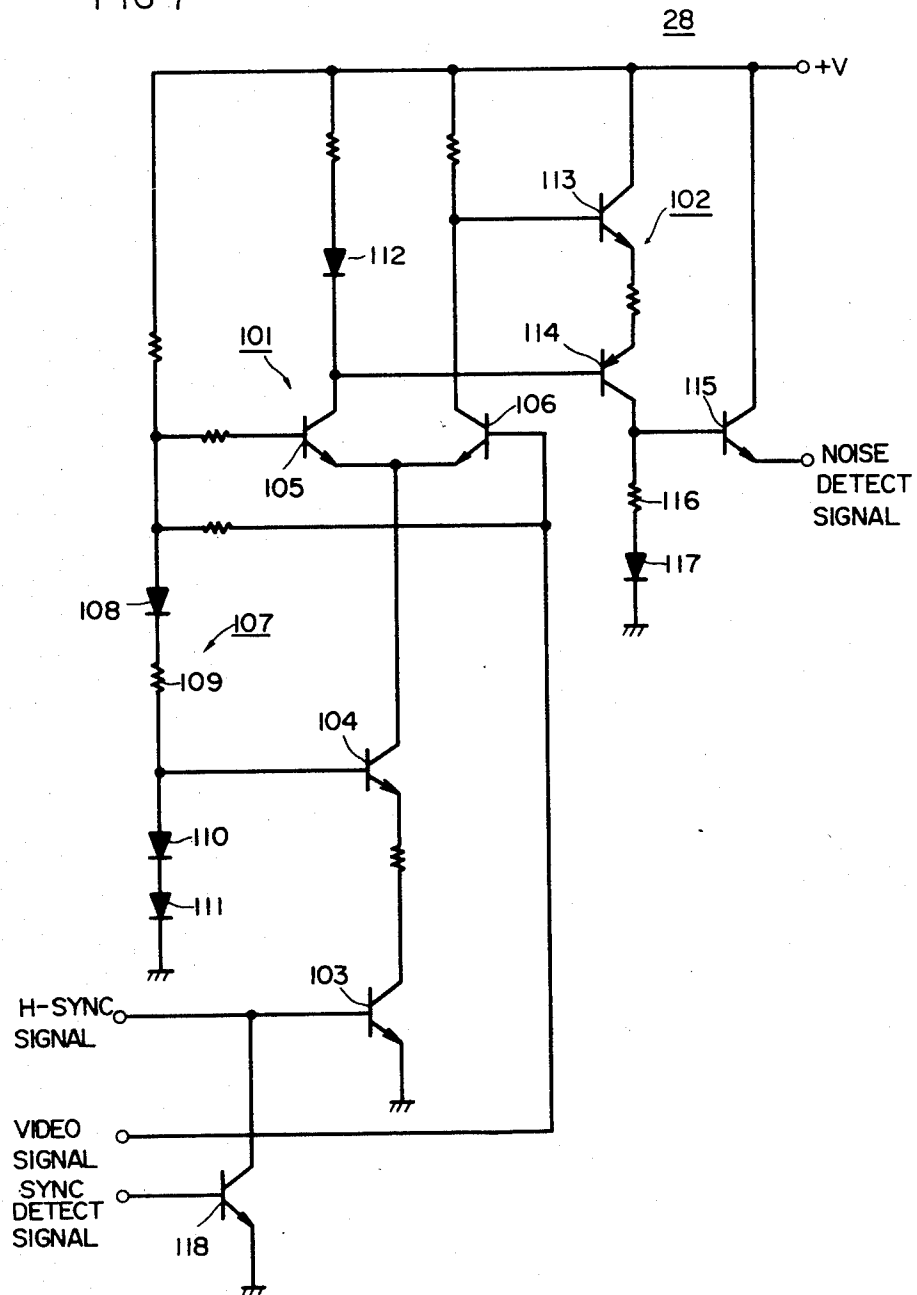 FIG 7
28
+V
113
102
112
114
101
106
115
105
NOISE
DETECT
SIGNAL
116
117
108
107
109
104
110
111
103
H-SYNC
SIGNAL
VIDEO
SIGNAL
SYNC
DETECT
SIGNAL
118